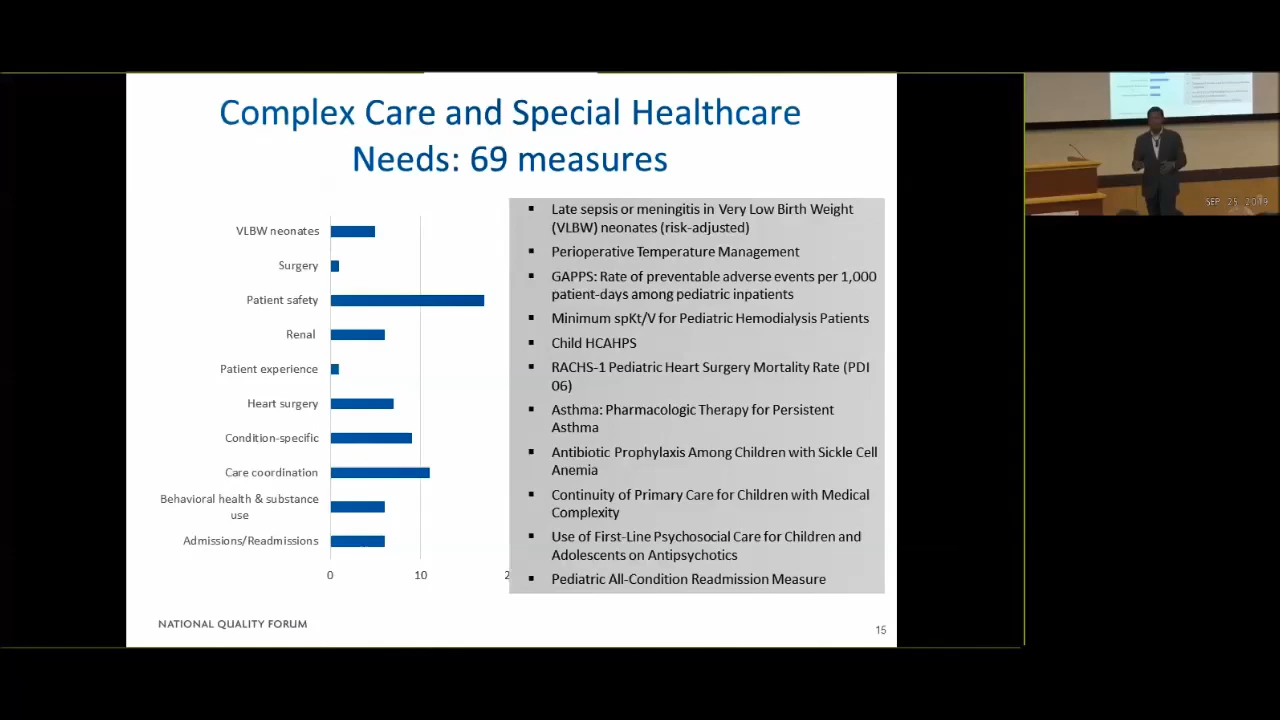 Complex Care and Special Healthcare
Needs: 69 measures
VLBW neonates
Surgery
Patient safety
Renal
Patient experience
Heart surgery
Condition-specific
Care coordination
Behavioral health & substance
use
Admissions/Readmissions
0
10
2
▪ Late sepsis or meningitis in Very Low Birth Weight
(VLBW) neonates (risk-adjusted)
▪ Perioperative Temperature Management
▪ GAPPS: Rate of preventable adverse events per 1,000
patient-days among pediatric inpatients
▪ Minimum spKt/V for Pediatric Hemodialysis Patients
▪ Child HCAHPS
▪ RACHS-1 Pediatric Heart Surgery Mortality Rate (PDI
06)
▪ Asthma: Pharmacologic Therapy for Persistent
Asthma
▪ Antibiotic Prophylaxis Among Children with Sickle Cell
Anemia
▪ Continuity of Primary Care for Children with Medical
Complexity
▪ Use of First-Line Psychosocial Care for Children and
Adolescents on Antipsychotics
▪ Pediatric All-Condition Readmission Measure
NATIONAL QUALITY FORUM
15
SEP 25 2019